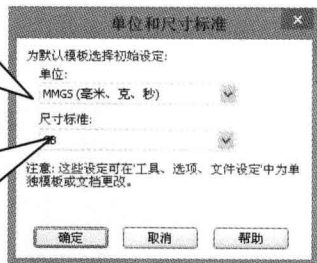 单位和尺寸标准
为默认模板选择初始设定:
单位:
MMGS (毫米、克、秒)
尺寸标准:
注意: 这些设定可在'工具、选项、文件设定'中为单
独模板或文档更改。
确定
取消
帮助